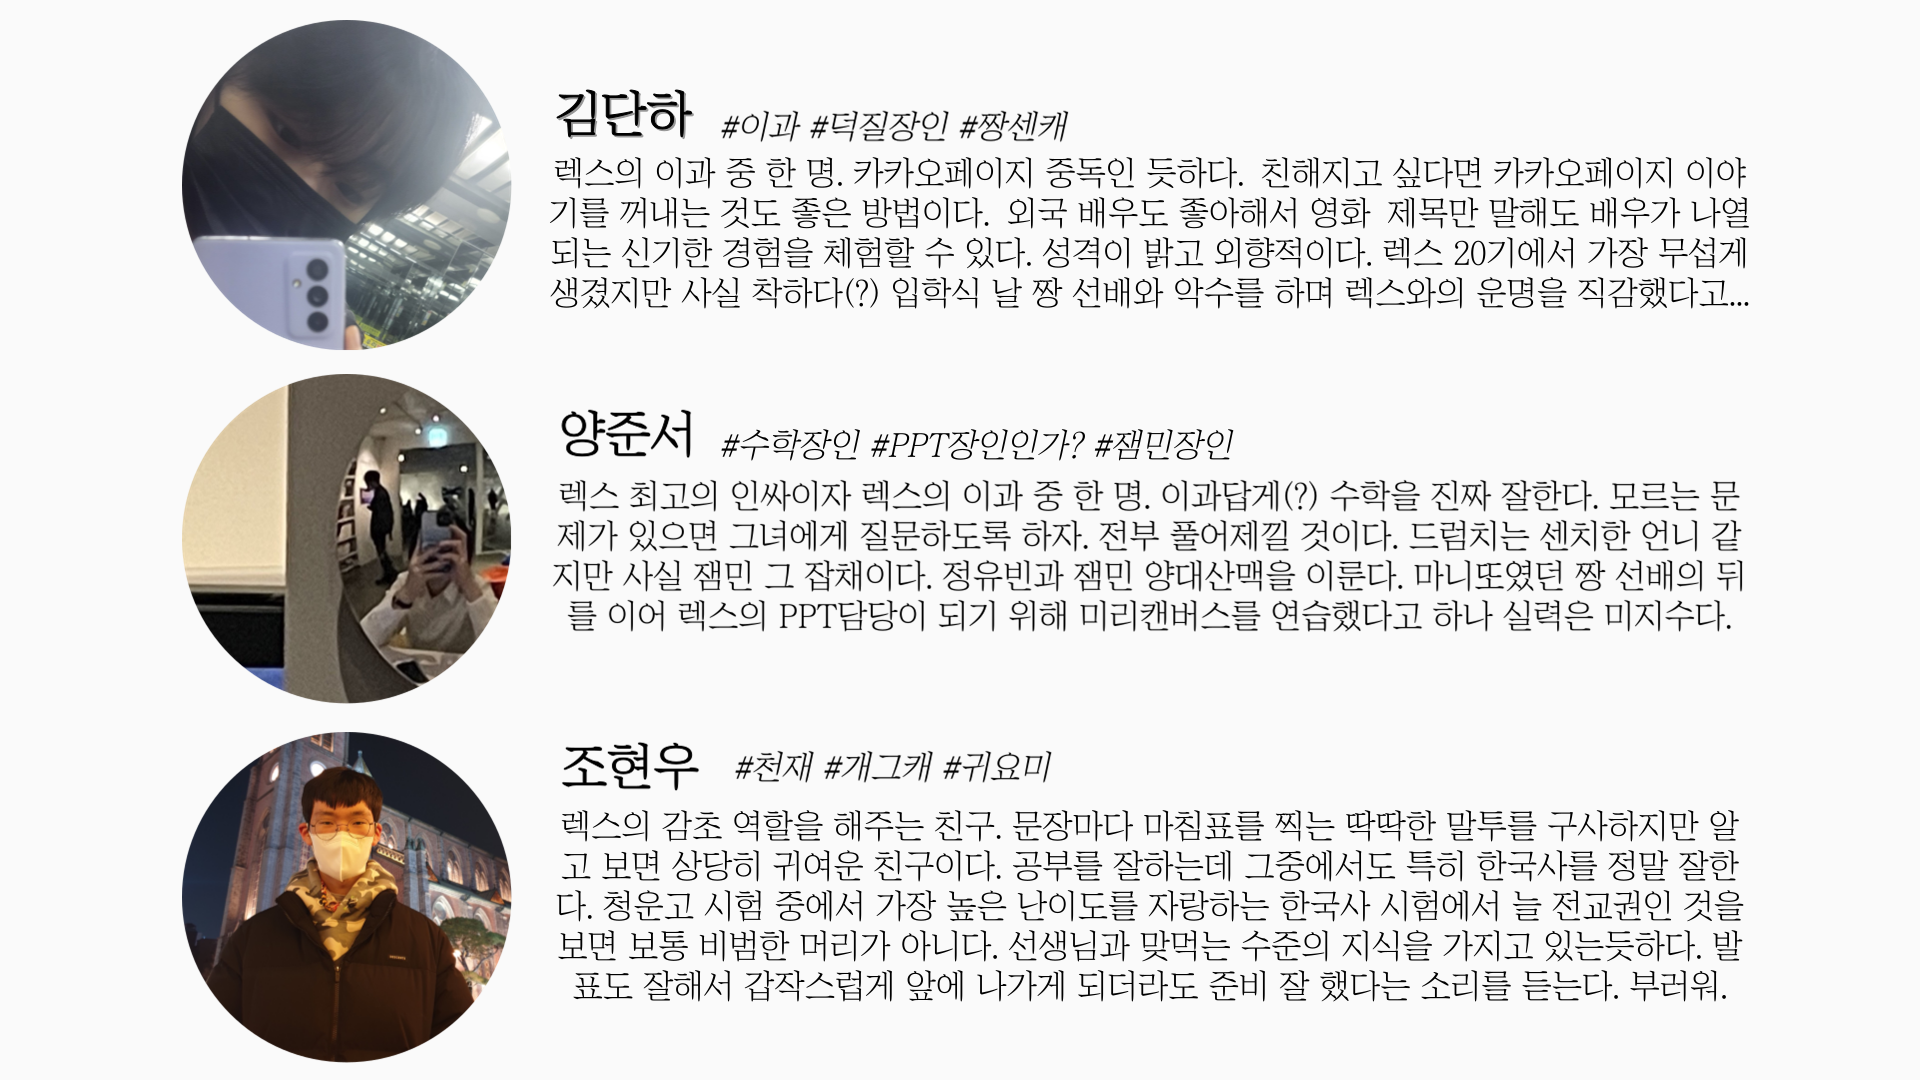 김단하 #이과 #덕질장인 #짱센캐
렉스의 이과 중 한 명. 카카오페이지 중독인 듯하다. 친해지고 싶다면 카카오페이지 이야
기를 꺼내는 것도 좋은 방법이다. 외국 배우도 좋아해서 영화 제목만 말해도 배우가 나열
되는 신기한 경험을 체험할 수 있다. 성격이 밝고 외향적이다. 렉스 20기에서 가장 무섭게
생겼지만 사실 착하다(?) 입학식 날 짱 선배와 악수를 하며 렉스와의 운명을 직감했다고...
양준서 #수학장인 #PPT장인인가? #잼민장인
렉스 최고의 인싸이자 렉스의 이과 중 한 명. 이과답게(?) 수학을 진짜 잘한다. 모르는 문
제가 있으면 그녀에게 질문하도록 하자. 전부 풀어제낄 것이다. 드럼치는 센치한 언니 같
지만 사실 잼민 그 잡채이다. 정유빈과 잼민 양대산맥을 이룬다. 마니또였던 짱 선배의 뒤
를 이어 렉스의 PPT담당이 되기 위해 미리캔버스를 연습했다고 하나 실력은 미지수다.
조현우 #천재 #개그캐 #귀요미
렉스의 감초 역할을 해주는 친구. 문장마다 마침표를 찍는 딱딱한 말투를 구사하지만 알
고 보면 상당히 귀여운 친구이다. 공부를 잘하는데 그중에서도 특히 한국사를 정말 잘한
다. 청운고 시험 중에서 가장 높은 난이도를 자랑하는 한국사 시험에서 늘 전교권인 것을
보면 보통 비범한 머리가 아니다. 선생님과 맞먹는 수준의 지식을 가지고 있는듯하다. 발
표도 잘해서 갑작스럽게 앞에 나가게 되더라도 준비 잘 했다는 소리를 듣는다. 부러워.